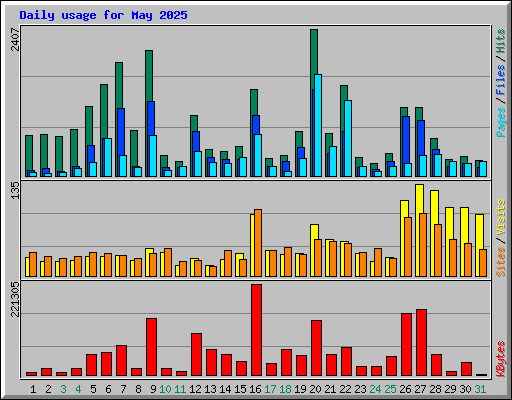 Daily usage for May 2025
2407
Pages / Files / Hits
135
Sites / Visits
221305
KBytes
1 2 3 4 5 6 7 8 9 10 11 12 13 14 15 16 17 18 19 20 21 22 23 24 25 26 27 28 29 30 31